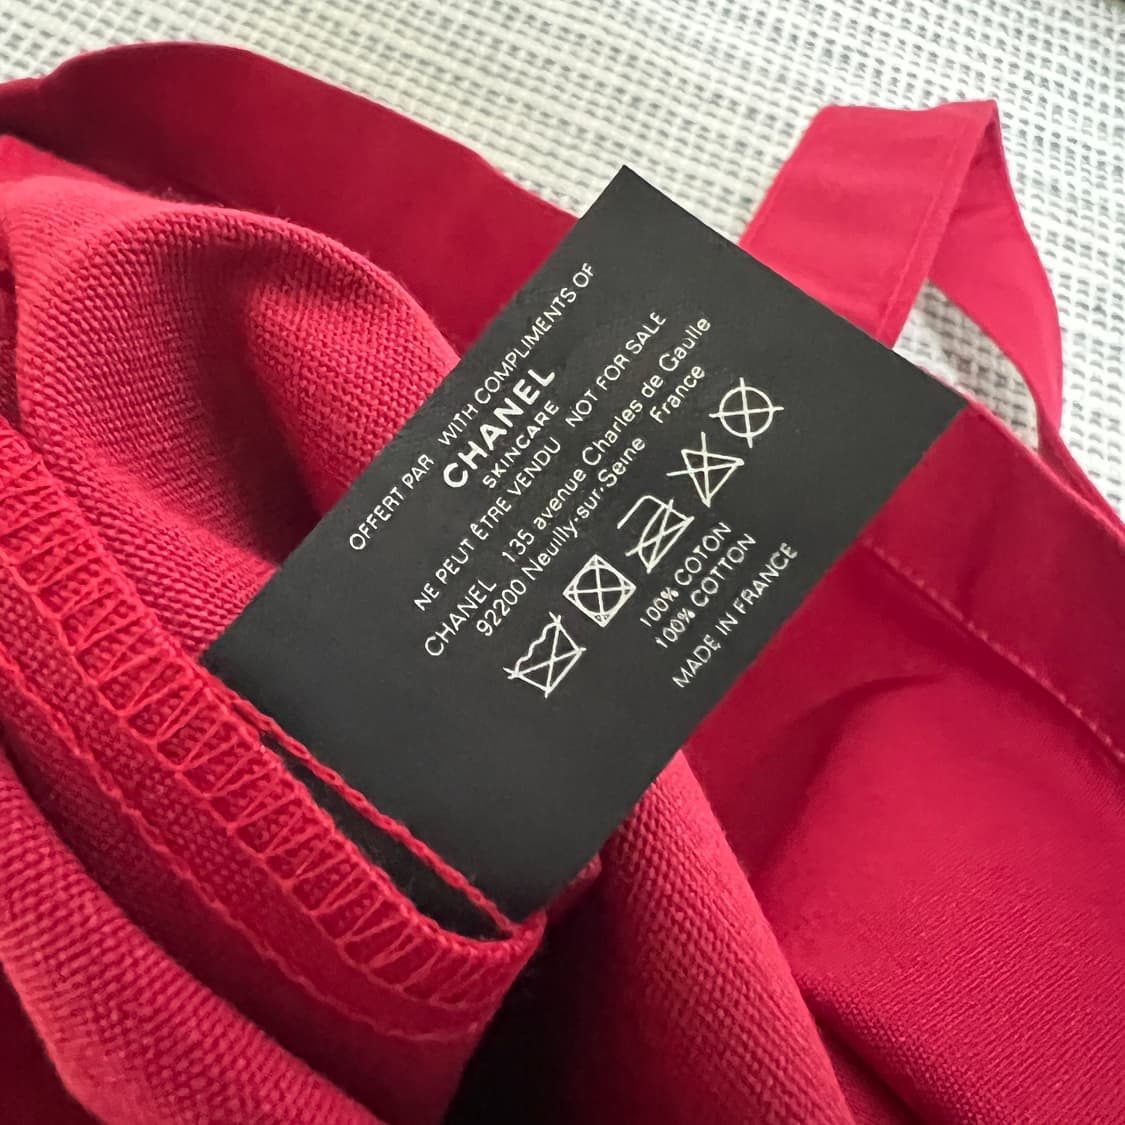 OFFERT PAR WITH COMPLIMENTS OF
CHANEL
SKINCARE
NE PEUT ÊTRE VENDU NOT FOR SALE
CHANEL 135 avenue Charles de Gaulle
92200 Neuilly-sur-Seine France
100% COTON
100% COTTON
MADE IN FRANCE